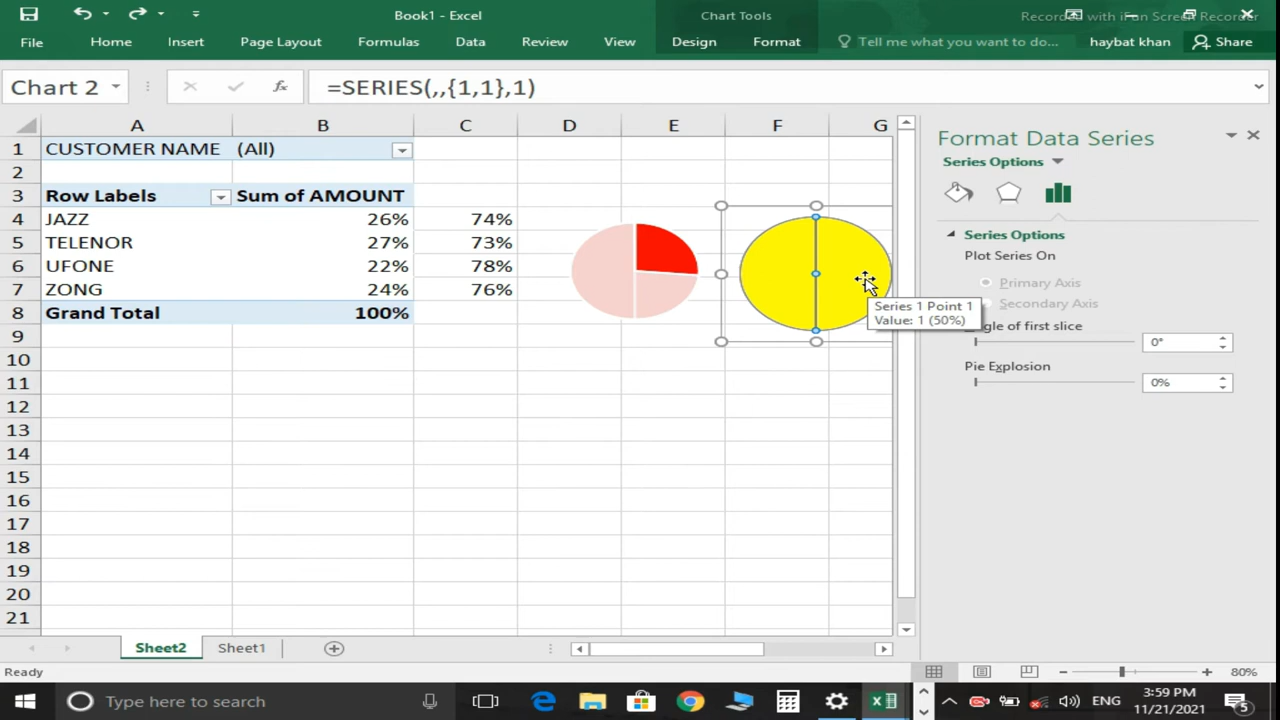 Book1 - Excel
Chart Tools
Recorded with iFun Screen Recorder
File Home Insert Page Layout Formulas Data Review View Design Format Tell me what you want to do... haybat khan Share
Chart 2 fx =SERIES(,,{1,1},1)
A B C D E F G
1 CUSTOMER NAME (All)
2
3 Row Labels Sum of AMOUNT
4 JAZZ 26% 74%
5 TELENOR 27% 73%
6 UFONE 22% 78%
7 ZONG 24% 76%
8 Grand Total 100%
9
10
11
12
13
14
15
16
17
18
19
20
21
Series 1 Point 1
Value: 1 (50%)
Format Data Series
Series Options
Series Options
Plot Series On
Primary Axis
Secondary Axis
gle of first slice
0°
Pie Explosion
0%
Sheet2 Sheet1
Ready 80%
Type here to search
ENG
3:59 PM
11/21/2021
5